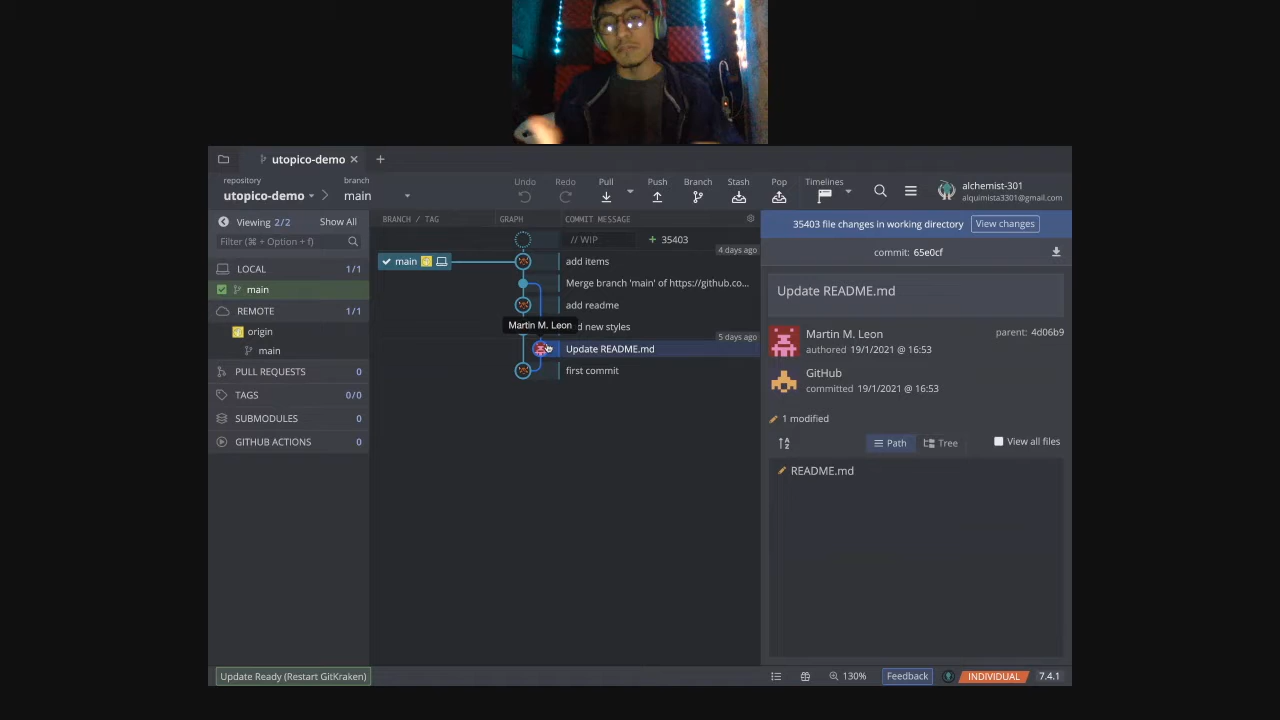 utopico-demo
repository
utopico-demo
branch
main
Undo
Redo
Pull
Push
Branch
Stash
Pop
Timelines
alchemist-301
alquimista3301@gmail.com
Viewing 2/2
Show All
Filter (⌘ + Option + f)
LOCAL 1/1
main
REMOTE 1/1
origin
main
PULL REQUESTS 0
TAGS 0/0
SUBMODULES 0
GITHUB ACTIONS 0
BRANCH / TAG
GRAPH
COMMIT MESSAGE
// WIP
+ 35403
4 days ago
main
add items
Merge branch 'main' of https://github.co...
add readme
Martin M. Leon
new styles
5 days ago
Update README.md
first commit
35403 file changes in working directory
View changes
commit: 65e0cf
Update README.md
Martin M. Leon
authored 19/1/2021 @ 16:53
parent: 4d06b9
GitHub
committed 19/1/2021 @ 16:53
1 modified
Path
Tree
View all files
README.md
Update Ready (Restart GitKraken)
130%
Feedback
INDIVIDUAL
7.4.1